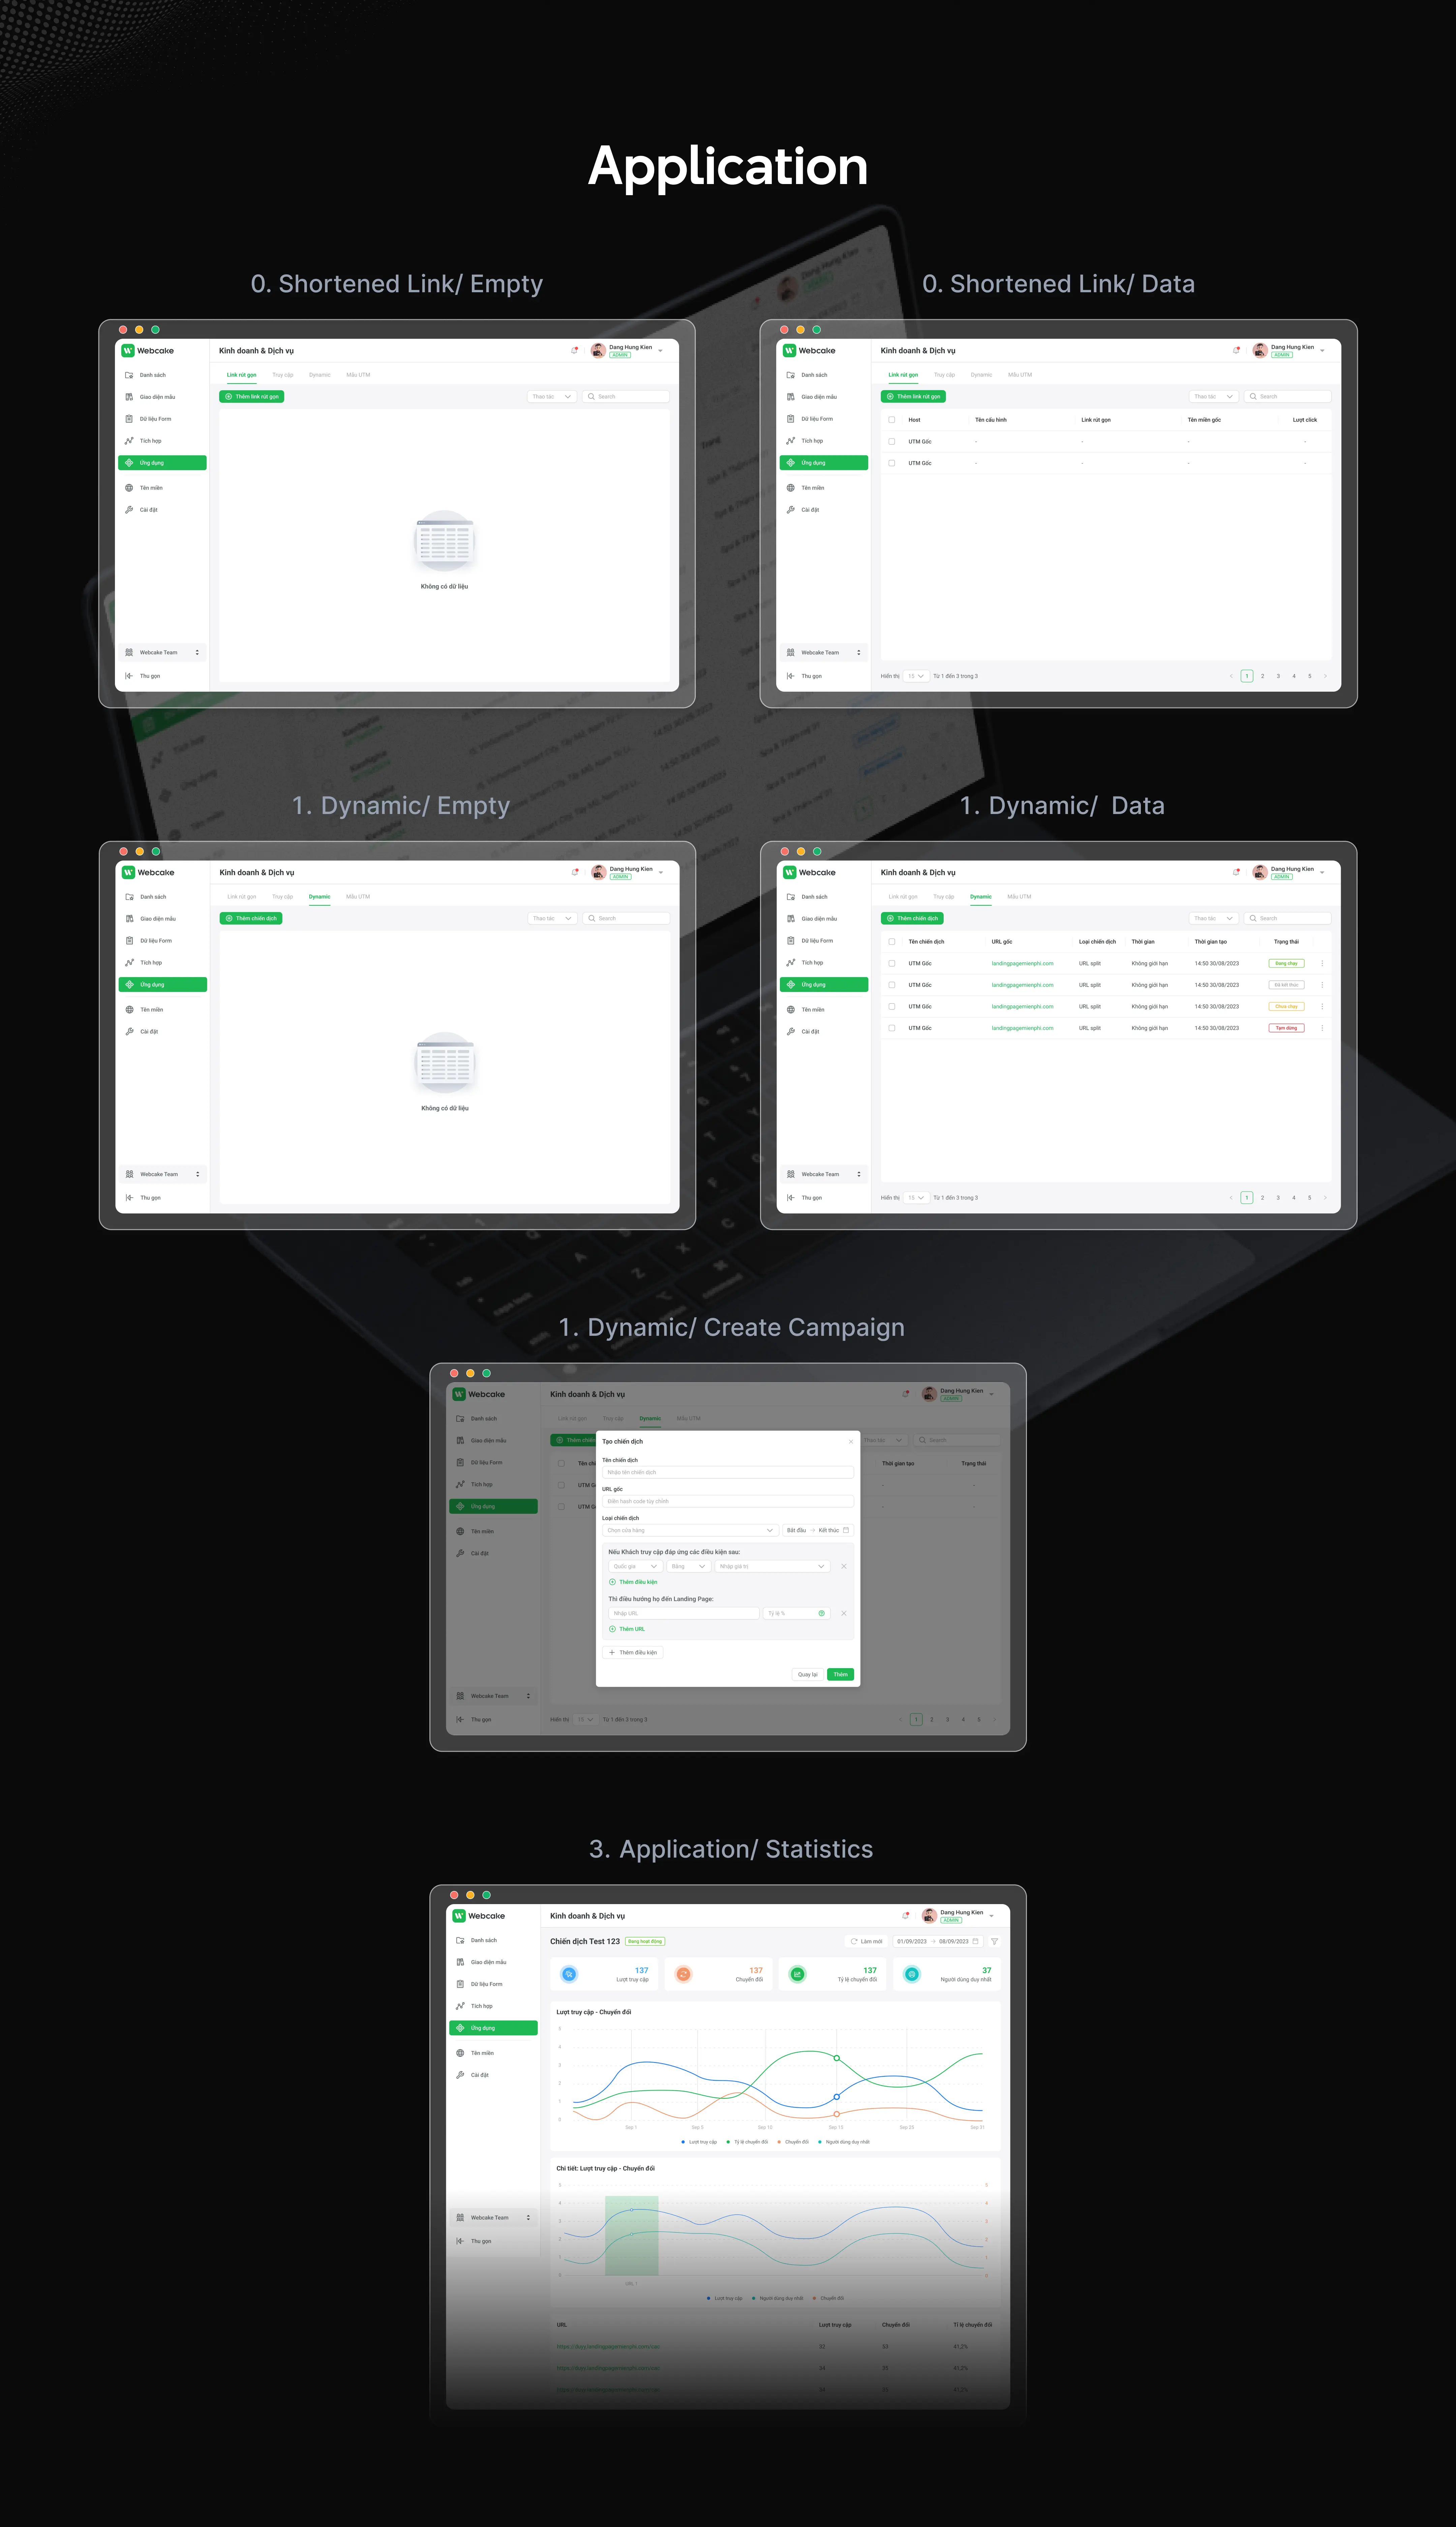 Application
0. Shortened Link/ Empty
Webcake
Kinh doanh & Dịch vụ
Dang Hung Kien
ADMIN
Danh sách
Giao diện mẫu
Dữ liệu Form
Tích hợp
Ứng dụng
Tên miền
Cài đặt
Webcake Team
Thu gọn
Link rút gọn Truy cập Dynamic Mẫu UTM
Thêm link rút gọn Thao tác Search
Không có dữ liệu
0. Shortened Link/ Data
Webcake
Kinh doanh & Dịch vụ
Dang Hung Kien
ADMIN
Danh sách
Giao diện mẫu
Dữ liệu Form
Tích hợp
Ứng dụng
Tên miền
Cài đặt
Webcake Team
Thu gọn
Link rút gọn Truy cập Dynamic Mẫu UTM
Thêm link rút gọn Thao tác Search
Host Tên cấu hình Link rút gọn Tên miền gốc Lượt click
UTM Gốc - - - -
UTM Gốc - - - -
Hiển thị 15 Từ 1 đến 3 trong 3 < 1 2 3 4 5 >
1. Dynamic/ Empty
Webcake
Kinh doanh & Dịch vụ
Dang Hung Kien
ADMIN
Danh sách
Giao diện mẫu
Dữ liệu Form
Tích hợp
Ứng dụng
Tên miền
Cài đặt
Webcake Team
Thu gọn
Link rút gọn Truy cập Dynamic Mẫu UTM
Thêm chiến dịch Thao tác Search
Không có dữ liệu
1. Dynamic/ Data
Webcake
Kinh doanh & Dịch vụ
Dang Hung Kien
ADMIN
Danh sách
Giao diện mẫu
Dữ liệu Form
Tích hợp
Ứng dụng
Tên miền
Cài đặt
Webcake Team
Thu gọn
Link rút gọn Truy cập Dynamic Mẫu UTM
Thêm chiến dịch Thao tác Search
Tên chiến dịch URL gốc Loại chiến dịch Thời gian Thời gian tạo Trạng thái
UTM Gốc landingpagemienphi.com URL split Không giới hạn 14:50 30/08/2023 Đang chạy
UTM Gốc landingpagemienphi.com URL split Không giới hạn 14:50 30/08/2023 Đã kết thúc
UTM Gốc landingpagemienphi.com URL split Không giới hạn 14:50 30/08/2023 Chưa chạy
UTM Gốc landingpagemienphi.com URL split Không giới hạn 14:50 30/08/2023 Tạm dừng
Hiển thị 15 Từ 1 đến 3 trong 3 < 1 2 3 4 5 >
1. Dynamic/ Create Campaign
Webcake
Kinh doanh & Dịch vụ
Dang Hung Kien
ADMIN
Danh sách
Giao diện mẫu
Dữ liệu Form
Tích hợp
Ứng dụng
Tên miền
Cài đặt
Webcake Team
Thu gọn
Link rút gọn Truy cập Dynamic Mẫu UTM
Thao tác Search
Thời gian tạo Trạng thái
Tạo chiến dịch
Tên chiến dịch
Nhập tên chiến dịch
URL gốc
Điền hash code tùy chỉnh
Loại chiến dịch
Chọn cửa hàng Bắt đầu Kết thúc
Nếu Khách truy cập đáp ứng các điều kiện sau:
Quốc gia Bằng Nhập giá trị
Thêm điều kiện
Thì điều hướng họ đến Landing Page:
Nhập URL Tỷ lệ %
Thêm URL
Thêm điều kiện
Quay lại Thêm
Hiển thị 15 Từ 1 đến 3 trong 3 < 1 2 3 4 5 >
3. Application/ Statistics
Webcake
Kinh doanh & Dịch vụ
Dang Hung Kien
ADMIN
Danh sách
Giao diện mẫu
Dữ liệu Form
Tích hợp
Ứng dụng
Tên miền
Cài đặt
Webcake Team
Thu gọn
Chiến dịch Test 123 Đang hoạt động Làm mới 01/09/2023 08/09/2023
137 137 137 37
Lượt truy cập Chuyển đổi Tỷ lệ chuyển đổi Người dùng duy nhất
Lượt truy cập - Chuyển đổi
5
4
3
2
1
0
Sep 1 Sep 5 Sep 10 Sep 15 Sep 25 Sep 31
Lượt truy cập Tỷ lệ chuyển đổi Chuyển đổi Người dùng duy nhất
Chi tiết: Lượt truy cập - Chuyển đổi
5 5
4 4
3 3
2 2
1 1
0 0
URL 1
Lượt truy cập Người dùng duy nhất Chuyển đổi
URL Lượt truy cập Chuyển đổi Tỉ lệ chuyển đổi
41,2%
41,2%